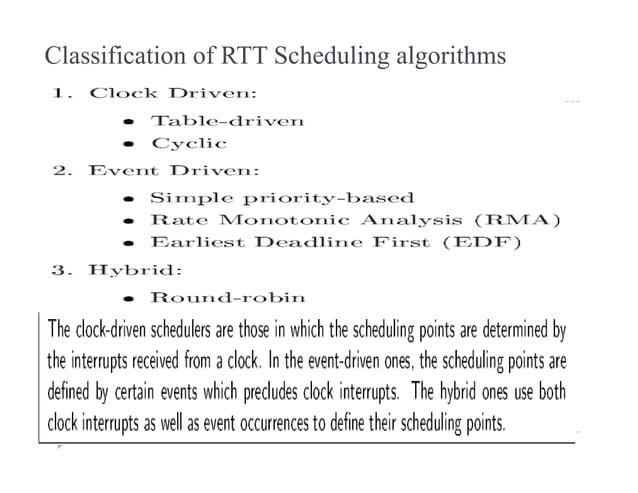 Classification of RTT Scheduling algorithms
1. Clock Driven:
• Table-driven
• Cyclic
2. Event Driven:
• Simple priority-based
• Rate Monotonic Analysis (RMA)
• Earliest Deadline First (EDF)
3. Hybrid:
• Round-robin
The clock-driven schedulers are those in which the scheduling points are determined by
the interrupts received from a clock. In the event-driven ones, the scheduling points are
defined by certain events which precludes clock interrupts. The hybrid ones use both
clock interrupts as well as event occurrences to define their scheduling points.